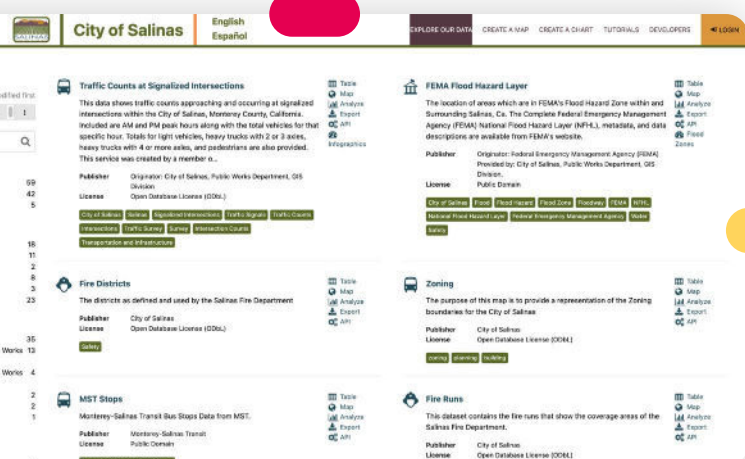 SALINAS
City of Salinas
English
Español
EXPLORE OUR DATA
CREATE A MAP
CREATE A CHART
TUTORIALS
DEVELOPERS
LOGIN
dified first
1
69
42
5
18
11
2
8
3
23
35
Works 13
Works 4
2
2
1
Traffic Counts at Signalized Intersections
This data shows traffic counts approaching and occurring at signalized
intersections within the City of Salinas, Monterey County, California.
Included are AM and PM peak hours along with the total vehicles for that
specific hour. Totals for light vehicles, heavy trucks with 2 or 3 axles,
heavy trucks with 4 or more axles, and pedestrians are also provided.
This service was created by a member o...
Publisher Originator: City of Salinas, Public Works Department, GIS
Division
License Open Database License (ODbL)
City of Salinas Salinas Signalized Intersections Traffic Signals Traffic Counts
Intersections Traffic Survey Survey Intersection Counts
Transportation and Infrastructure
Table
Map
Analyze
Export
API
Infographics
FEMA Flood Hazard Layer
The location of areas which are in FEMA's Flood Hazard Zone within and
Surrounding Salinas, Ca. The Complete Federal Emergency Management
Agency (FEMA) National Flood Hazard Layer (NFHL), metadata, and data
descriptions are available from FEMA's website.
Publisher Originator: Federal Emergency Management Agency (FEMA)
Provided by: City of Salinas, Public Works Department, GIS
Division.
License Public Domain
City of Salinas Flood Flood Hazard Flood Zone Floodway FEMA NFHL
National Flood Hazard Layer Federal Emergency Management Agency Water
Safety
Table
Map
Analyze
Export
API
Flood
Zones
Fire Districts
The districts as defined and used by the Salinas Fire Department
Publisher City of Salinas
License Open Database License (ODbL)
Safety
Table
Map
Analyze
Export
API
Zoning
The purpose of this map is to provide a representation of the Zoning
boundaries for the City of Salinas
Publisher City of Salinas
License Open Database License (ODbL)
zoning planning building
Table
Map
Analyze
Export
API
MST Stops
Monterey-Salinas Transit Bus Stops Data from MST.
Publisher Monterey-Salinas Transit
License Public Domain
Table
Map
Analyze
Export
API
Fire Runs
This dataset contains the fire runs that show the coverage areas of the
Salinas Fire Department.
Publisher City of Salinas
License Open Database License (ODbL)
Table
Map
Analyze
Export
API